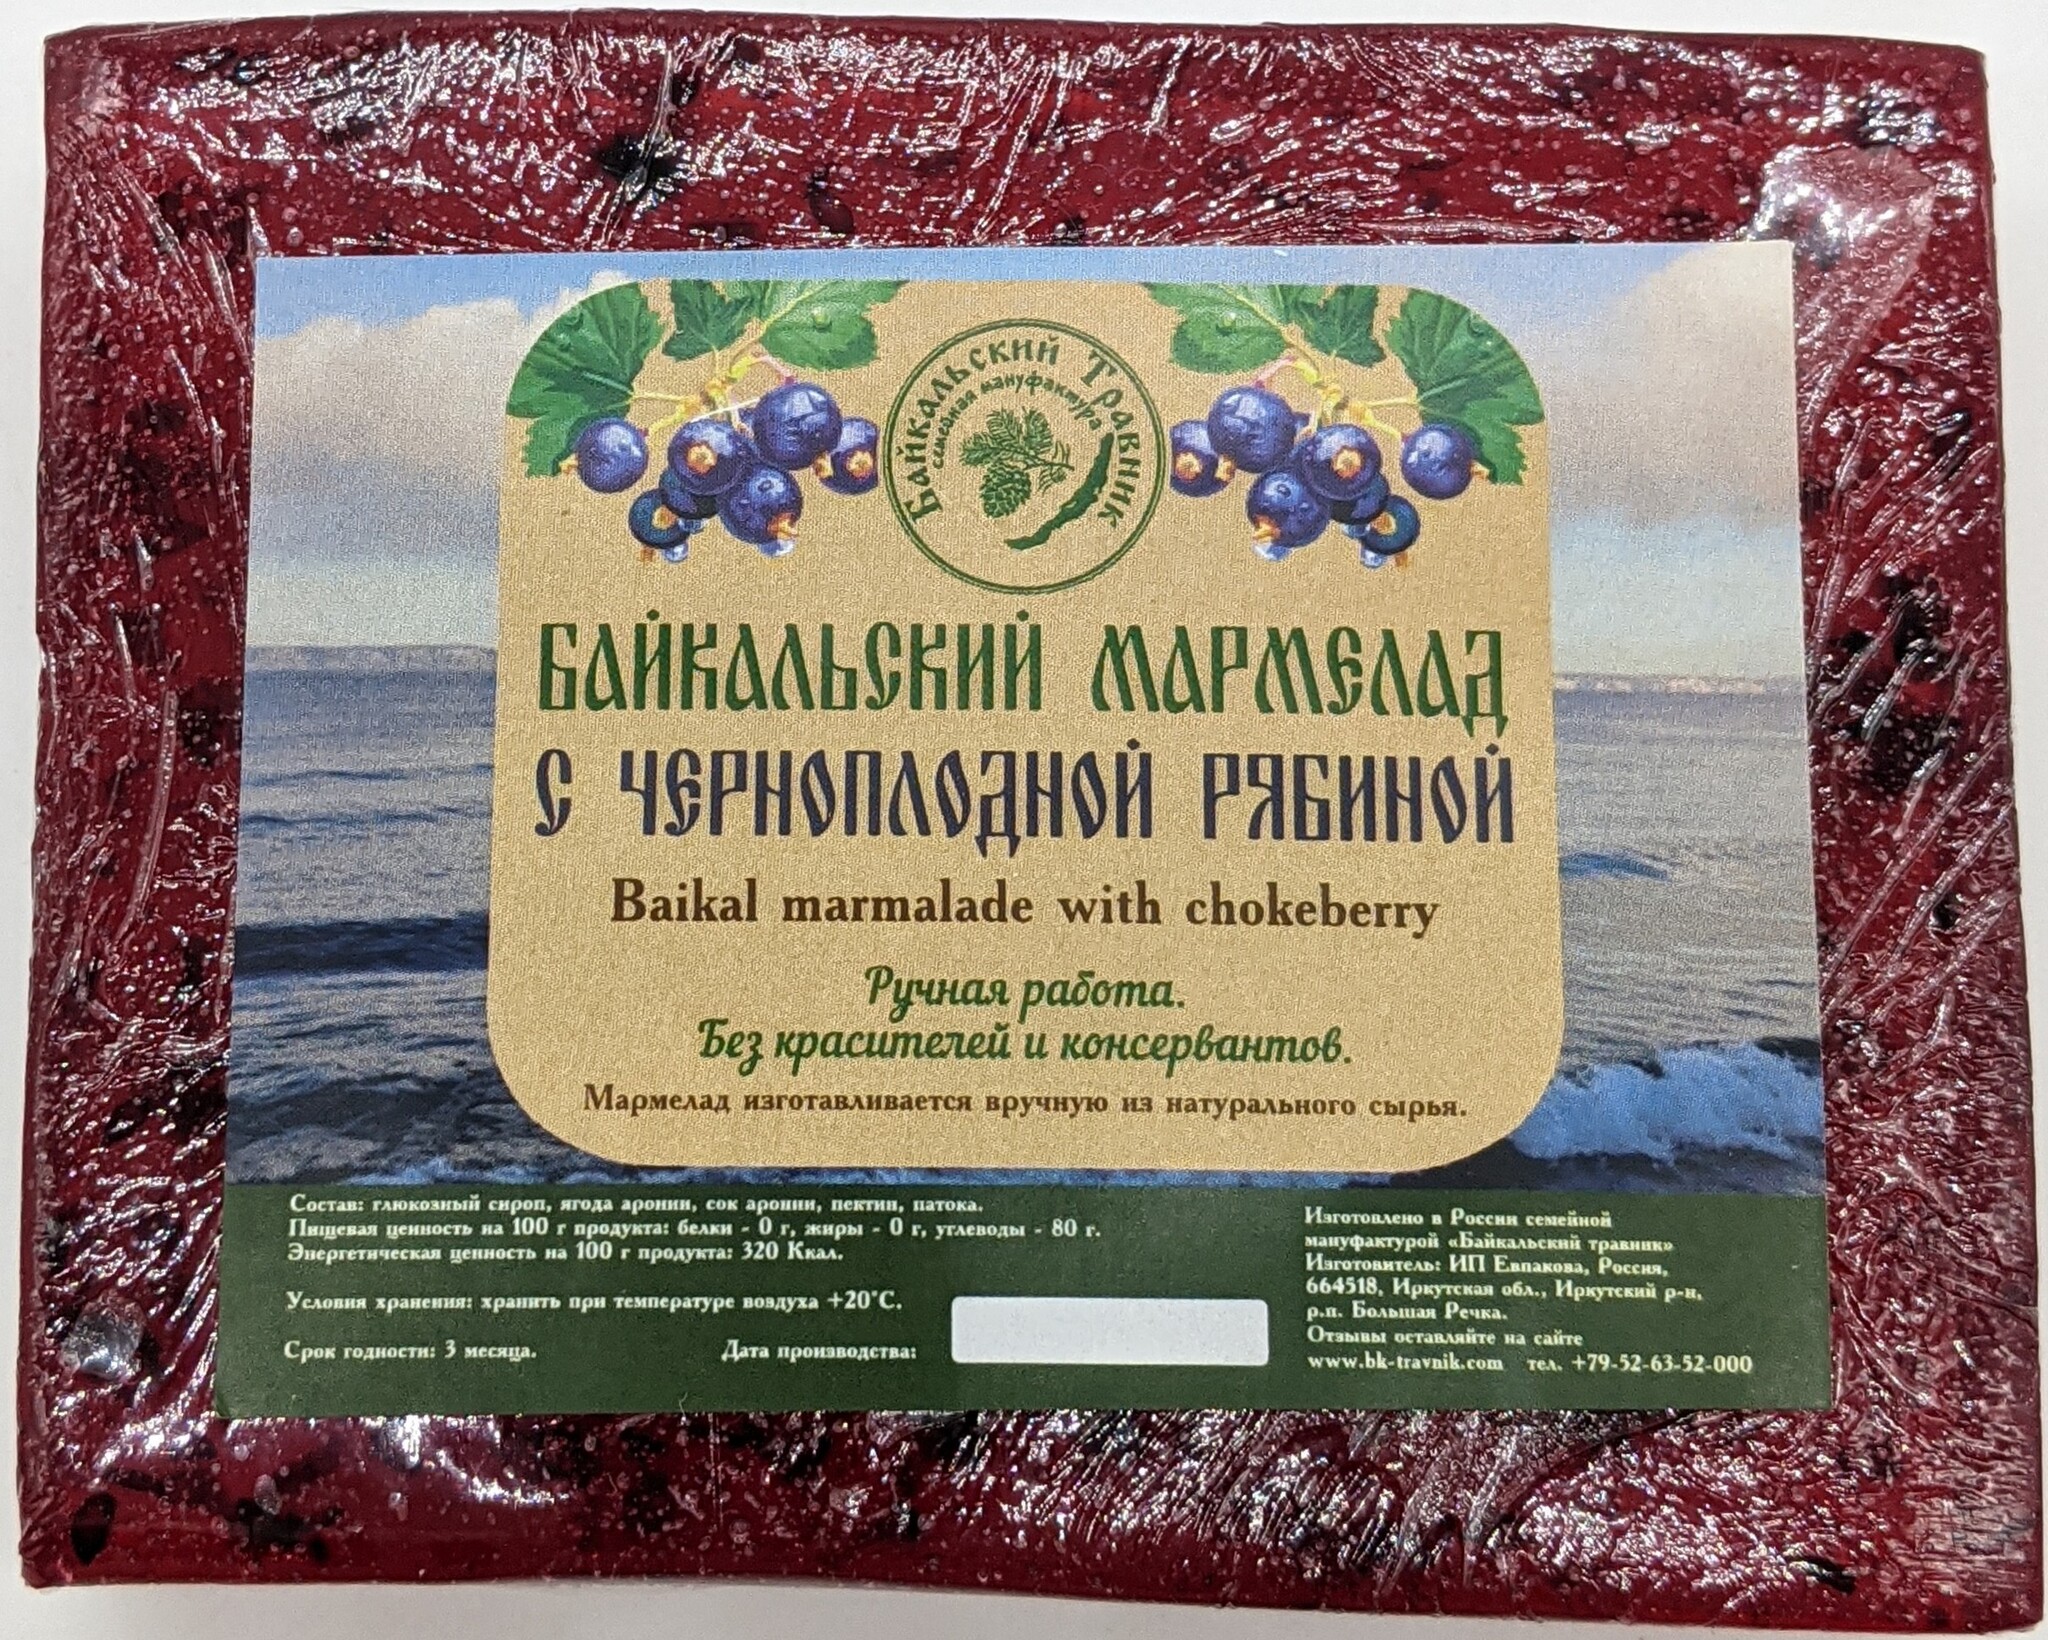 Байкальский Травник
семейная мануфактура
БАЙКАЛЬСКИЙ МАРМЕЛАД
С ЧЕРНОПЛОДНОЙ РЯБИНОЙ
Baikal marmalade with chokeberry
Ручная работа.
Без красителей и консервантов.
Мармелад изготавливается вручную из натурального сырья.
Состав: глюкозный сироп, ягода аронии, сок аронии, пектин, патока.
Пищевая ценность на 100 г продукта: белки - 0 г, жиры - 0 г, углеводы - 80 г.
Энергетическая ценность на 100 г продукта: 320 Ккал.
Условия хранения: хранить при температуре воздуха +20°С.
Срок годности: 3 месяца.
Дата производства:
Изготовлено в России семейной
мануфактурой «Байкальский травник»
Изготовитель: ИП Евпакова, Россия,
664518, Иркутская обл., Иркутский р-н,
р.п. Большая Речка.
Отзывы оставляйте на сайте
www.bk-travnik.com тел. +79-52-63-52-000